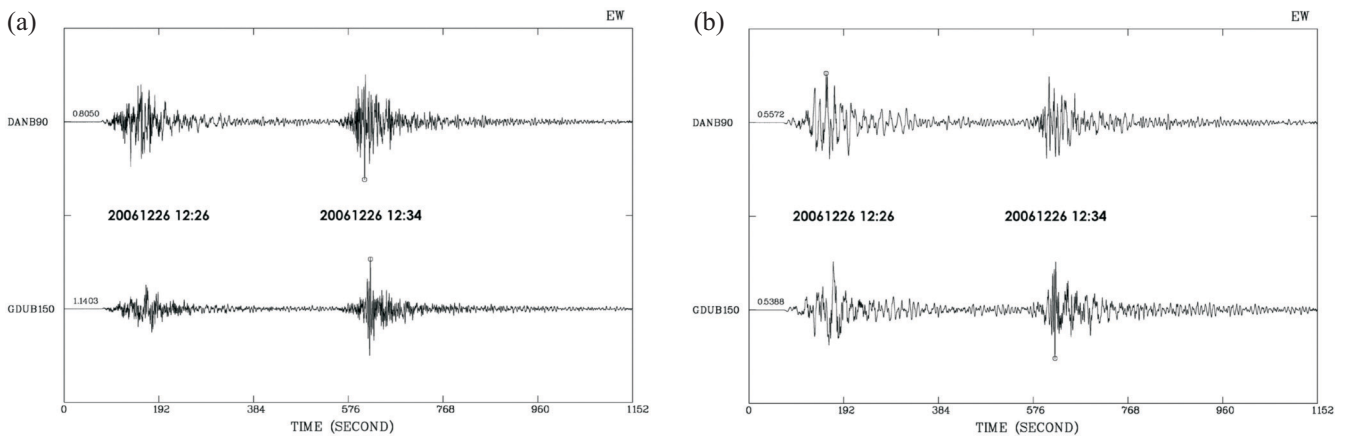 (a)
EW
0.8050
DANB90
20061226 12:26 20061226 12:34
1.1403
GDUB150
0 192 384 576 768 960 1152
TIME (SECOND)
(b)
EW
0.5572
DANB90
20061226 12:26 20061226 12:34
0.5388
GDUB150
0 192 384 576 768 960 1152
TIME (SECOND)